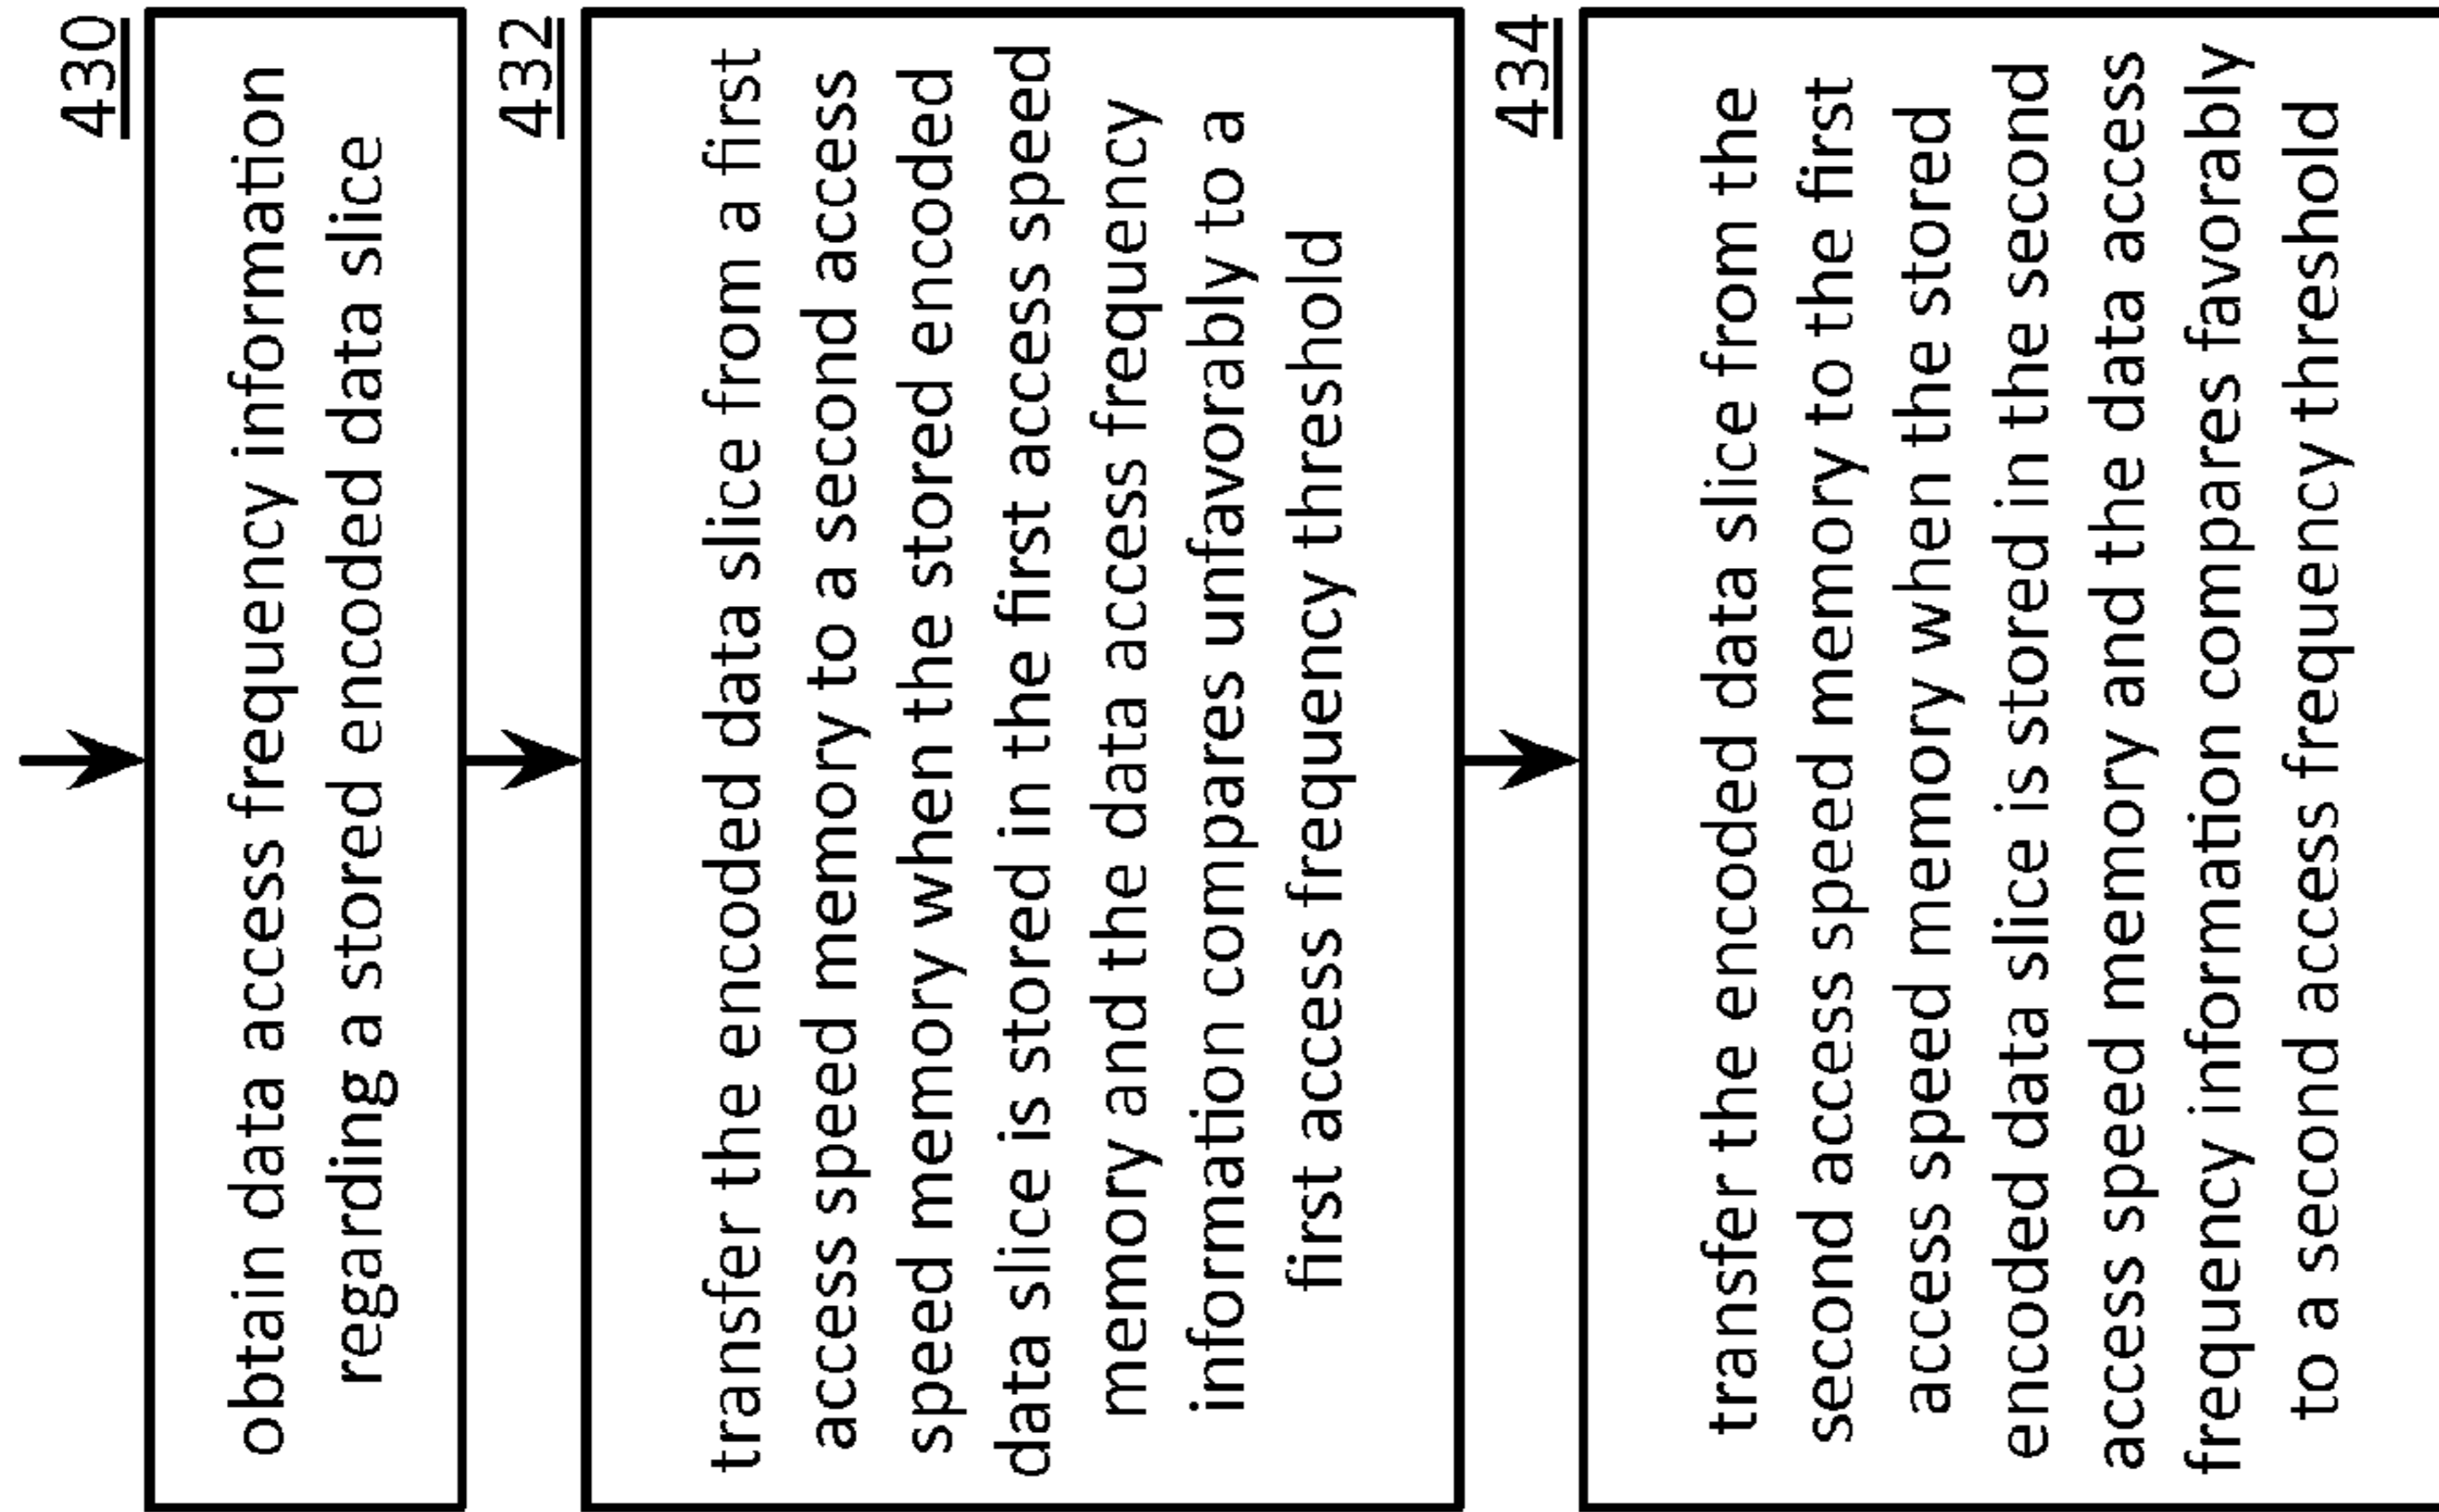 430
obtain data access frequency information
regarding a stored encoded data slice
432
transfer the encoded data slice from a first
access speed memory to a second access
speed memory when the stored encoded
data slice is stored in the first access speed
memory and the data access frequency
information compares unfavorably to a
first access frequency threshold
434
transfer the encoded data slice from the
second access speed memory to the first
access speed memory when the stored
encoded data slice is stored in the second
access speed memory and the data access
frequency information compares favorably
to a second access frequency threshold